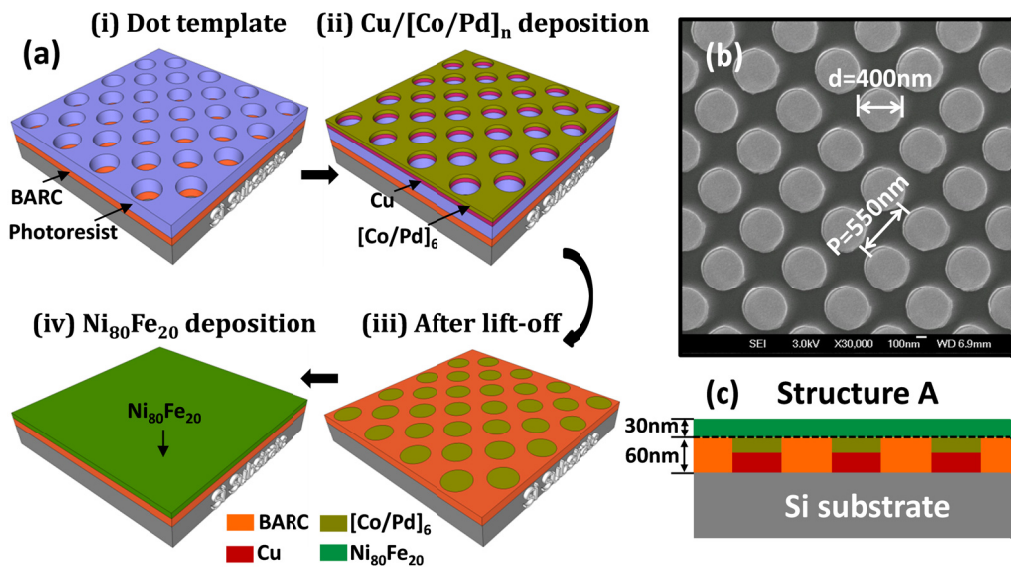 (a)
(i) Dot template
BARC
Photoresist
Si substrate
(ii) Cu/[Co/Pd]n deposition
Cu
[Co/Pd]6
Si substrate
(iii) After lift-off
Si substrate
(iv) Ni80Fe20 deposition
Ni80Fe20
Si substrate
BARC
[Co/Pd]6
Cu
Ni80Fe20
(b)
d=400nm
P=550nm
SEI 3.0kV X30,000 100nm WD 6.9mm
(c) Structure A
30nm
60nm
Si substrate